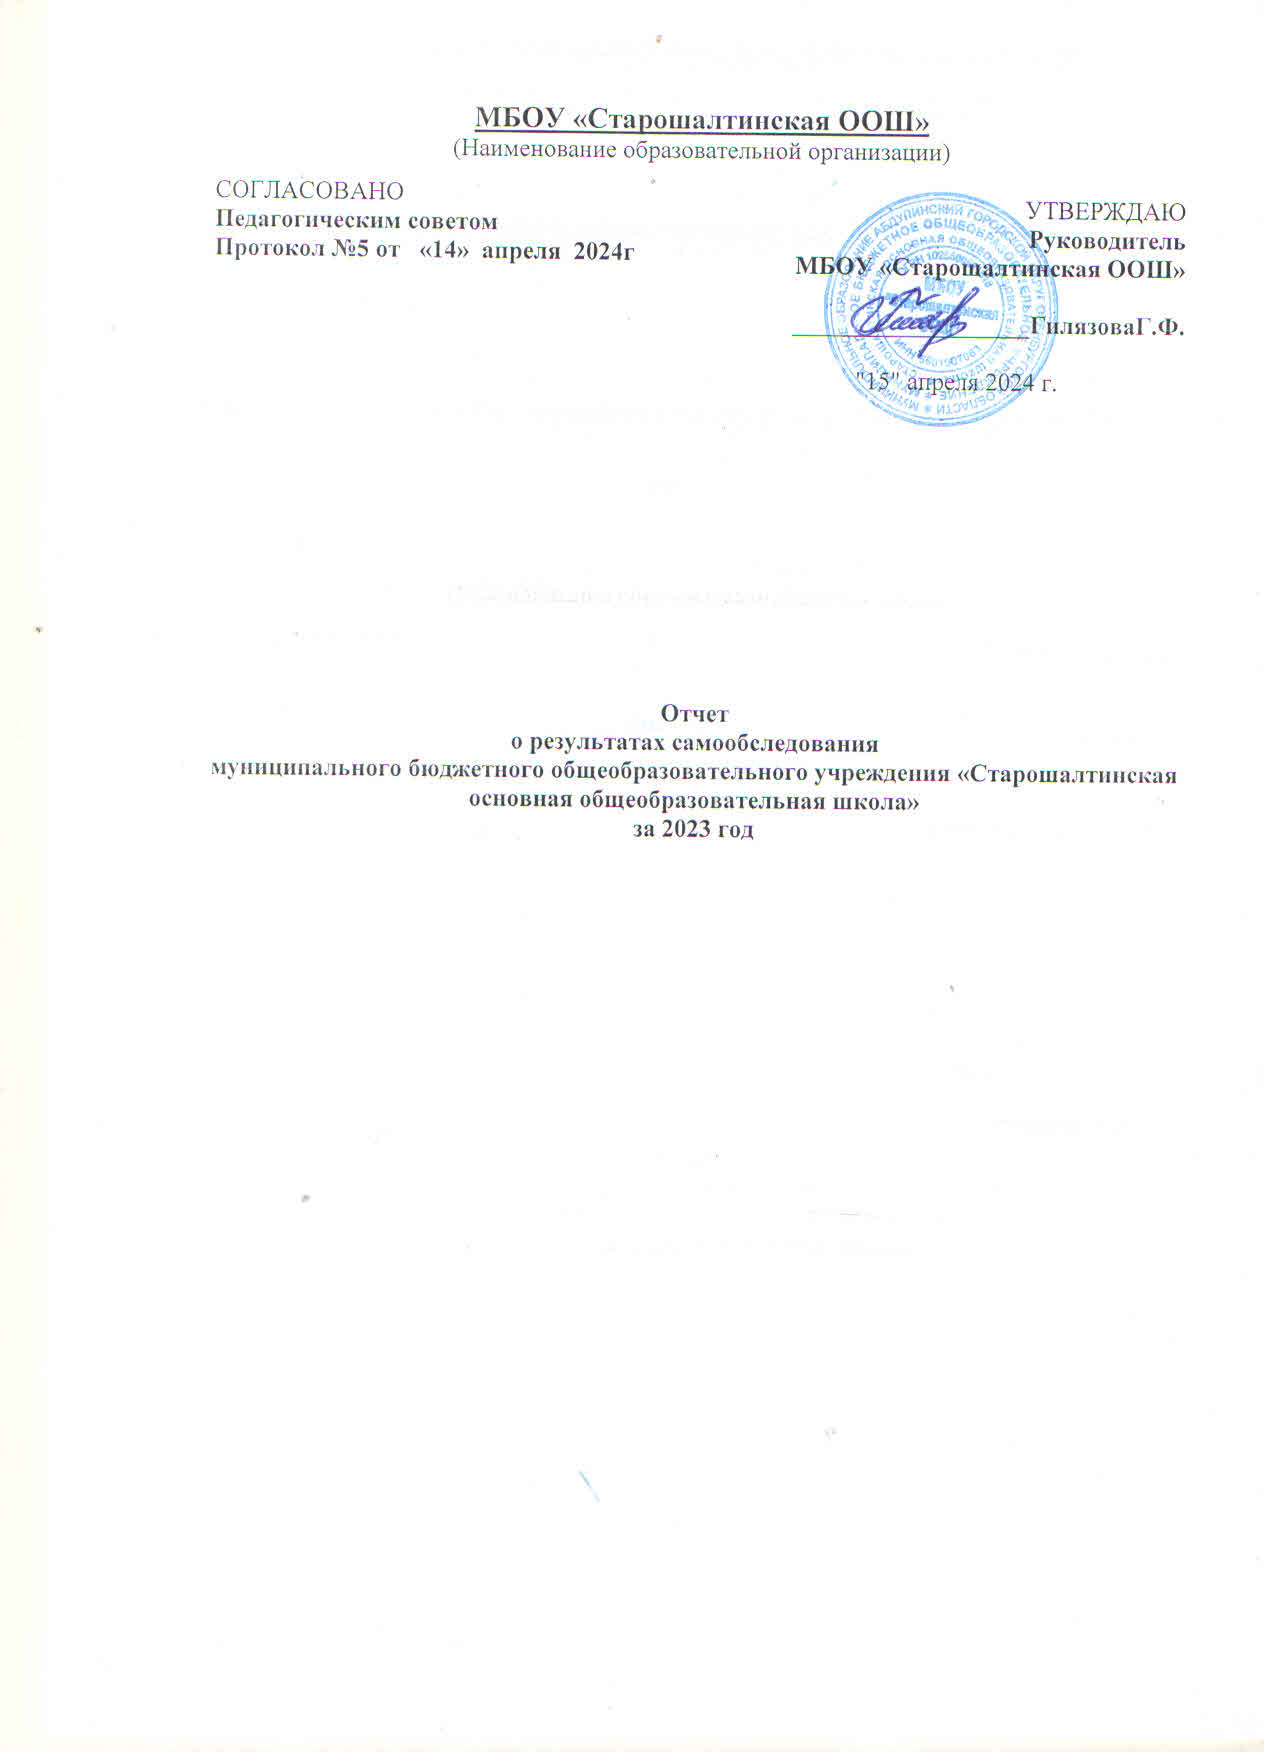 МБОУ «Старошалтинская ООШ»
(Наименование образовательной организации)
СОГЛАСОВАНО
Педагогическим советом
Протокол №5 от «14» апреля 2024г
УТВЕРЖДАЮ
Руководитель
МБОУ «Старошалтинская ООШ»
ГилязоваГ.Ф.
"15" апреля 2024 г.
МБОУ
Отчет
о результатах самообследования
муниципального бюджетного общеобразовательного учреждения «Старошалтинская
основная общеобразовательная школа»
за 2023 год